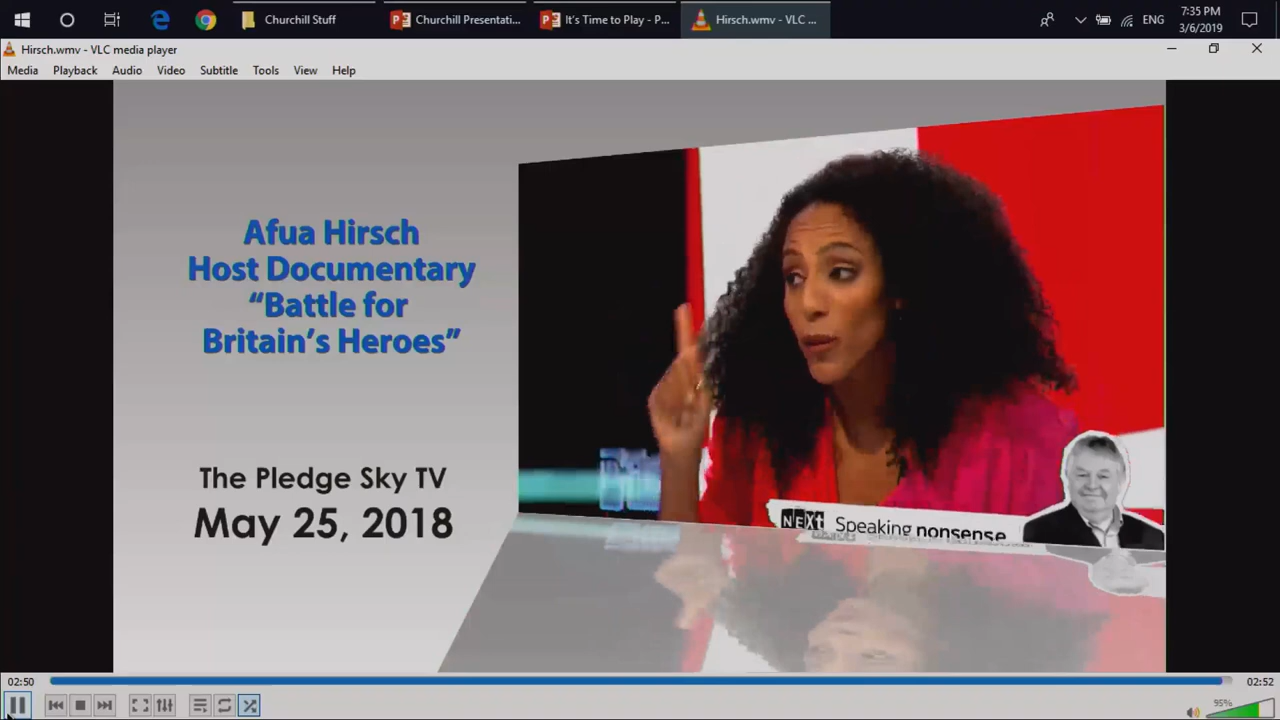 Churchill Stuff
Churchill Presentati...
It's Time to Play - P...
Hirsch.wmv - VLC ...
ENG
7:35 PM
3/6/2019
Hirsch.wmv - VLC media player
Media Playback Audio Video Subtitle Tools View Help
Afua Hirsch
Host Documentary
“Battle for
Britain’s Heroes”
The Pledge Sky TV
May 25, 2018
NEXt
Speaking nonsense
02:50
02:52
95%